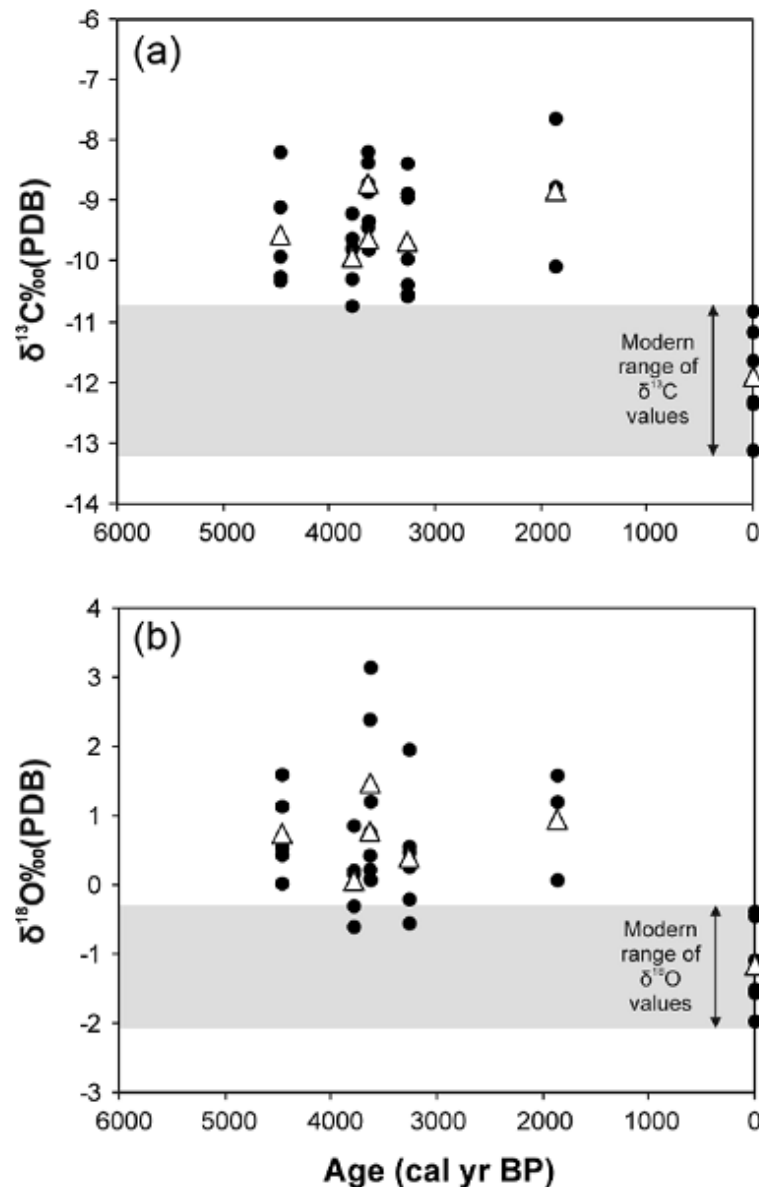 (a)
-6
-7
-8
-9
-10
-11
-12
-13
-14
δ¹³C‰(PDB)
Modern
range of
δ¹³C
values
6000 5000 4000 3000 2000 1000 0
(b)
4
3
2
1
0
-1
-2
-3
δ¹⁸O‰(PDB)
Modern
range of
δ¹⁸O
values
6000 5000 4000 3000 2000 1000 0
Age (cal yr BP)